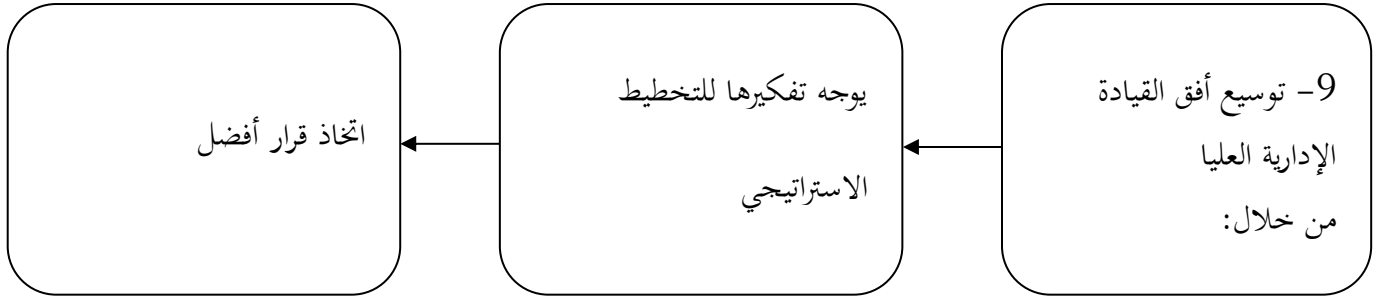 9- توسيع أفق القيادة
الإدارية العليا
من خلال:
يوجه تفكيرها للتخطيط
الاستراتيجي
اتخاذ قرار أفضل